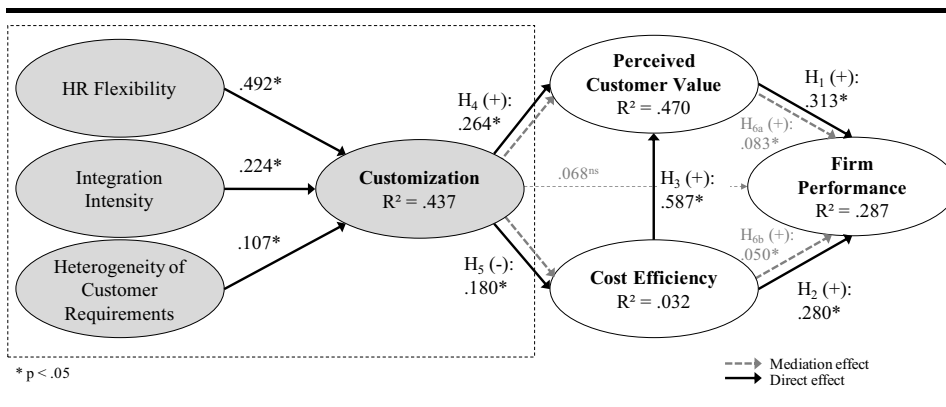 HR Flexibility
.492*
Integration
Intensity
.224*
Heterogeneity of
Customer
Requirements
.107*
Customization
R² = .437
H₄ (+):
.264*
H₅ (-):
.180*
.068ⁿˢ
Perceived
Customer Value
R² = .470
H₃ (+):
.587*
Cost Efficiency
R² = .032
H₁ (+):
.313*
H₆ₐ (+):
.083*
Firm
Performance
R² = .287
H6b (+):
.050*
H₂ (+):
.280*
* p < .05
Mediation effect
Direct effect